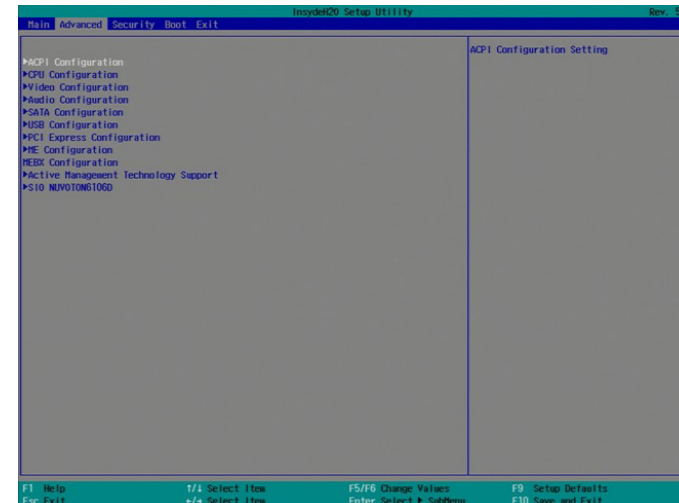 InsydeH20 Setup Utility Rev. 5
Main Advanced Security Boot Exit
ACPI Configuration Setting
▶ACPI Configuration
▶CPU Configuration
▶Video Configuration
▶Audio Configuration
▶SATA Configuration
▶USB Configuration
▶PCI Express Configuration
▶ME Configuration
MEBX Configuration
▶Active Management Technology Support
▶SIO NUVOTON6106D
F1 Help ↑/↓ Select Item F5/F6 Change Values F9 Setup Defaults
Esc Exit ←/→ Select Item Enter Select ▶ SubMenu F10 Save and Exit